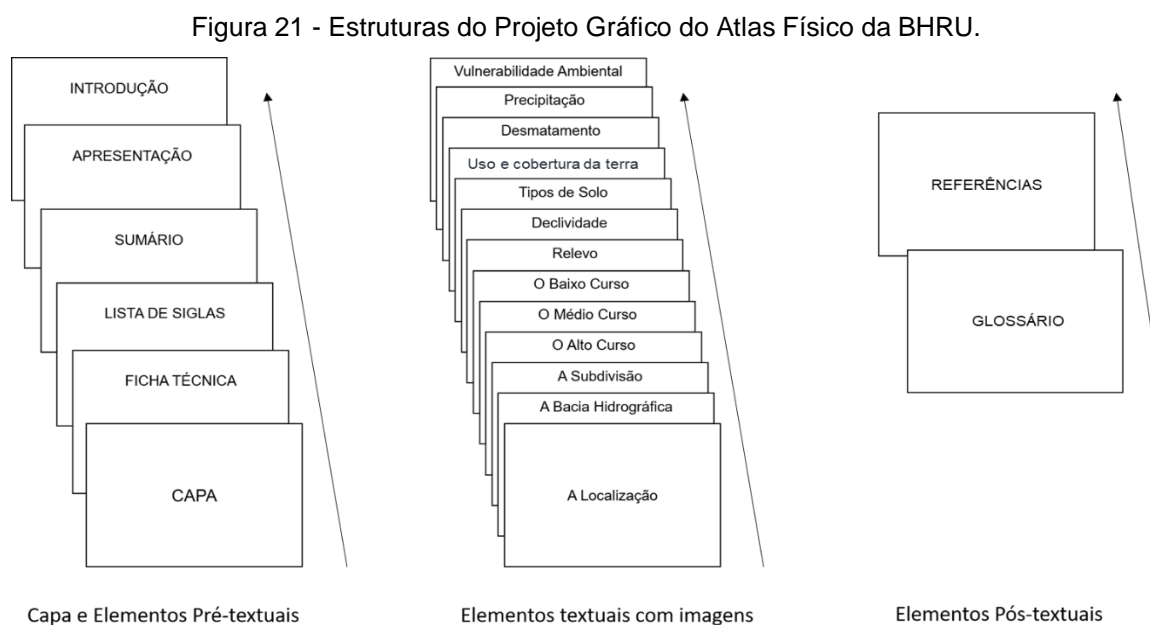 Figura 21 - Estruturas do Projeto Gráfico do Atlas Físico da BHRU.
INTRODUÇÃO
APRESENTAÇÃO
SUMÁRIO
LISTA DE SIGLAS
FICHA TÉCNICA
CAPA
Capa e Elementos Pré-textuais
Vulnerabilidade Ambiental
Precipitação
Desmatamento
Uso e cobertura da terra
Tipos de Solo
Declividade
Relevo
O Baixo Curso
O Médio Curso
O Alto Curso
A Subdivisão
A Bacia Hidrográfica
A Localização
Elementos textuais com imagens
REFERÊNCIAS
GLOSSÁRIO
Elementos Pós-textuais